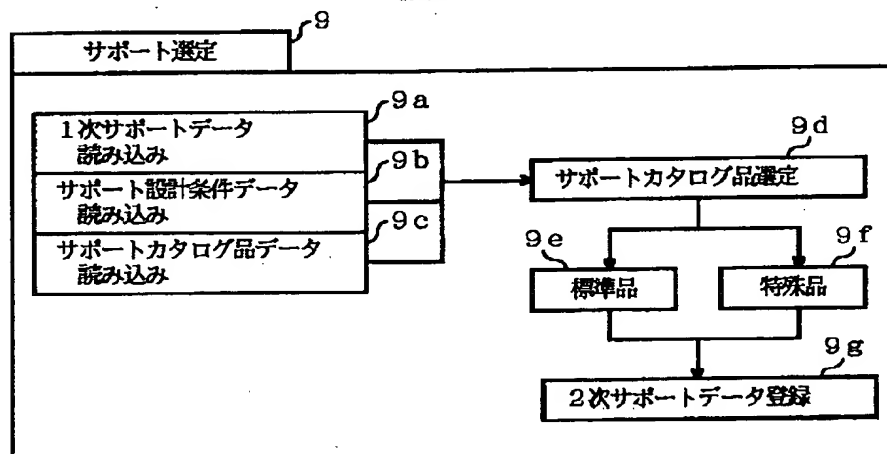 9
サポート選定
9a
1次サポートデータ
読み込み
9b
サポート設計条件データ
読み込み
9c
サポートカタログ品データ
読み込み
9d
サポートカタログ品選定
9e
標準品
9f
特殊品
9g
2次サポートデータ登録